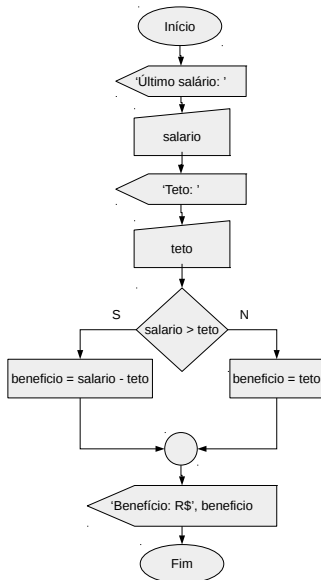 Início
‘Último salário: ’
salario
‘Teto: ’
teto
S
N
salario > teto
beneficio = salario - teto
beneficio = teto
‘Benefício: R$’, beneficio
Fim